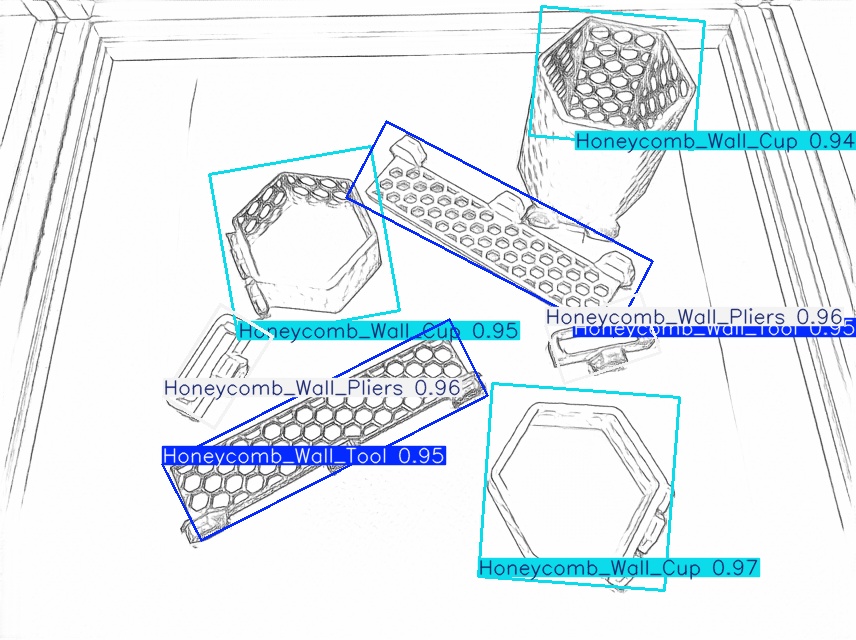 Honeycomb_Wall_Cup 0.94
Honeycomb_Wall_Pliers 0.96
Honeycomb_Wall_Tool 0.95
Honeycomb_Wall_Cup 0.95
Honeycomb_Wall_Pliers 0.96
Honeycomb_Wall_Tool 0.95
Honeycomb_Wall_Cup 0.97